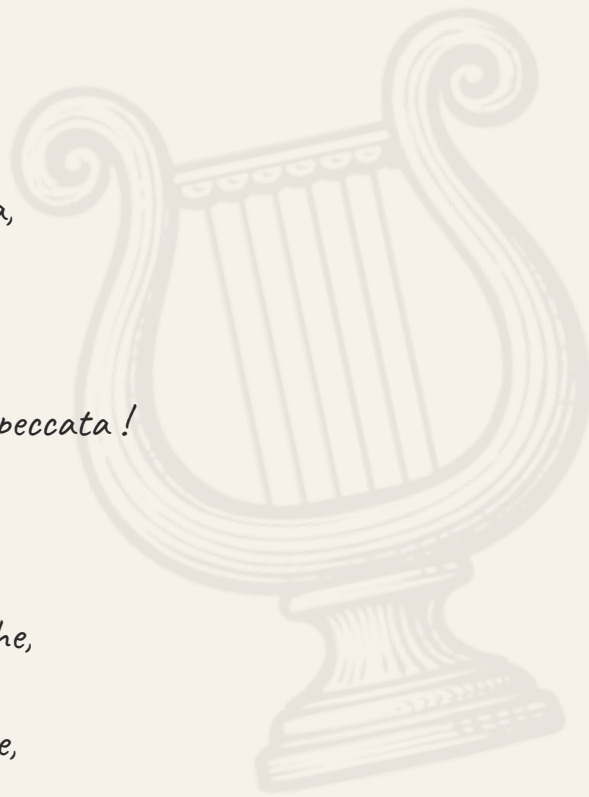 a,
peccata !
he,
e,